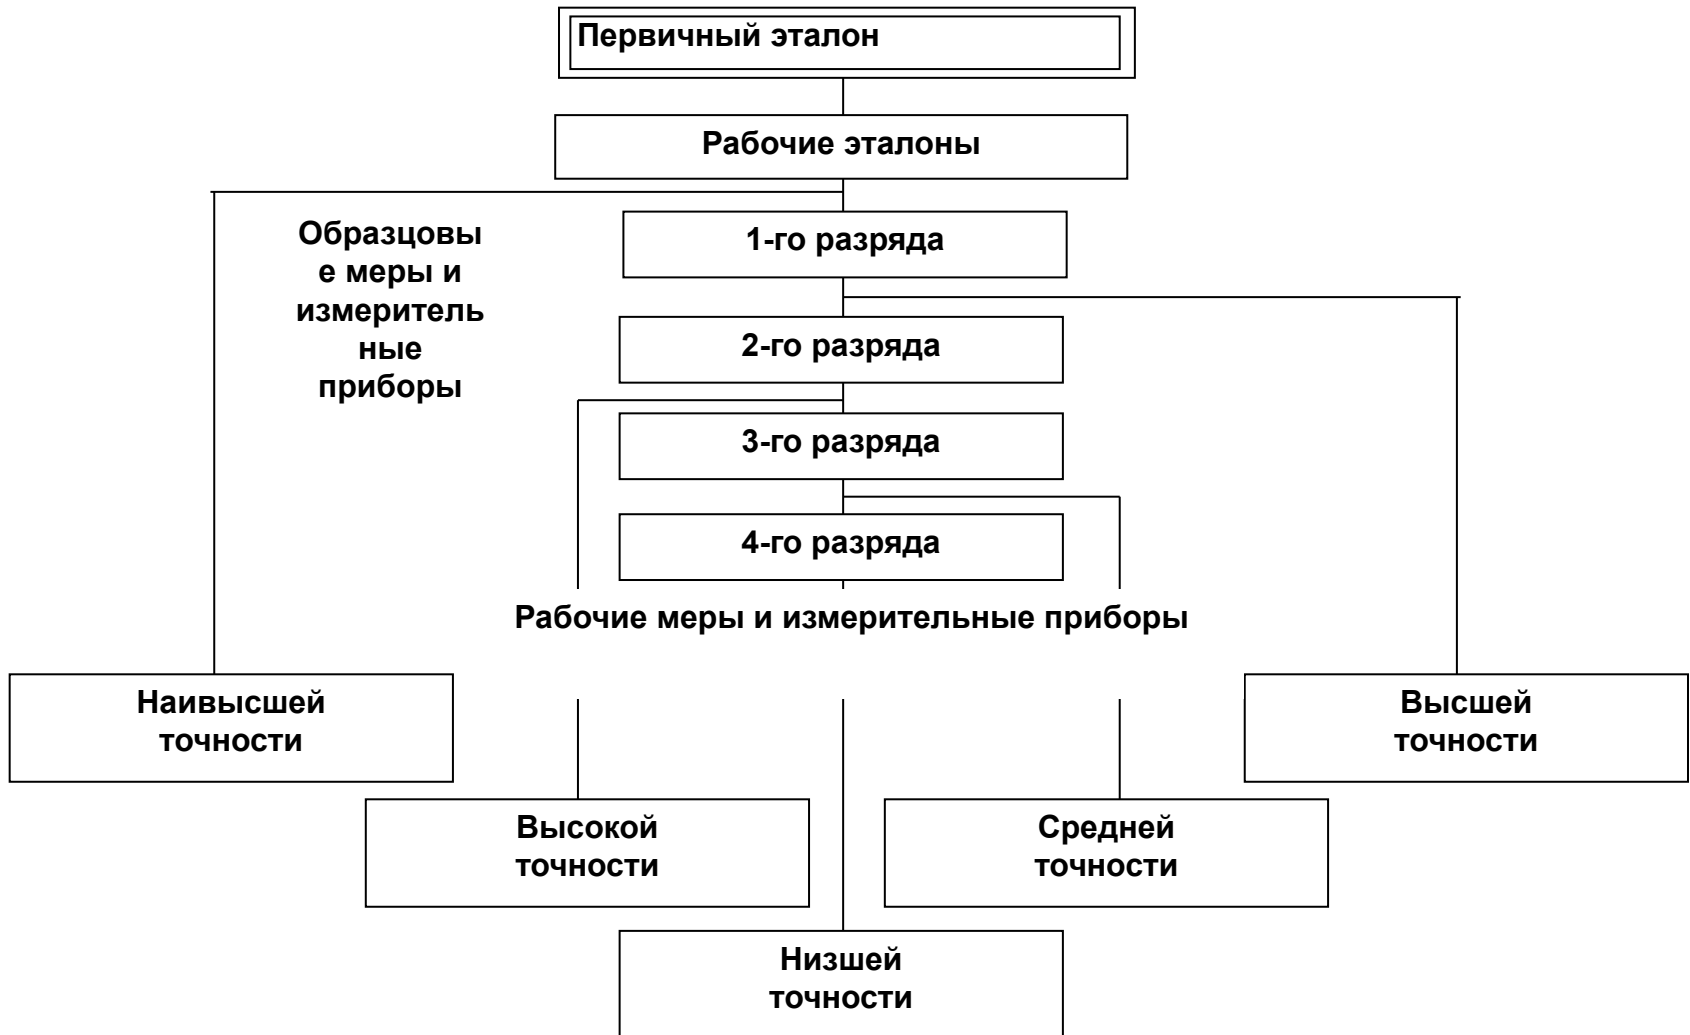 Первичный эталон
Рабочие эталоны
Образцовы
е меры и
измеритель
ные
приборы
1-го разряда
2-го разряда
3-го разряда
4-го разряда
Рабочие меры и измерительные приборы
Наивысшей
точности
Высшей
точности
Высокой
точности
Средней
точности
Низшей
точности